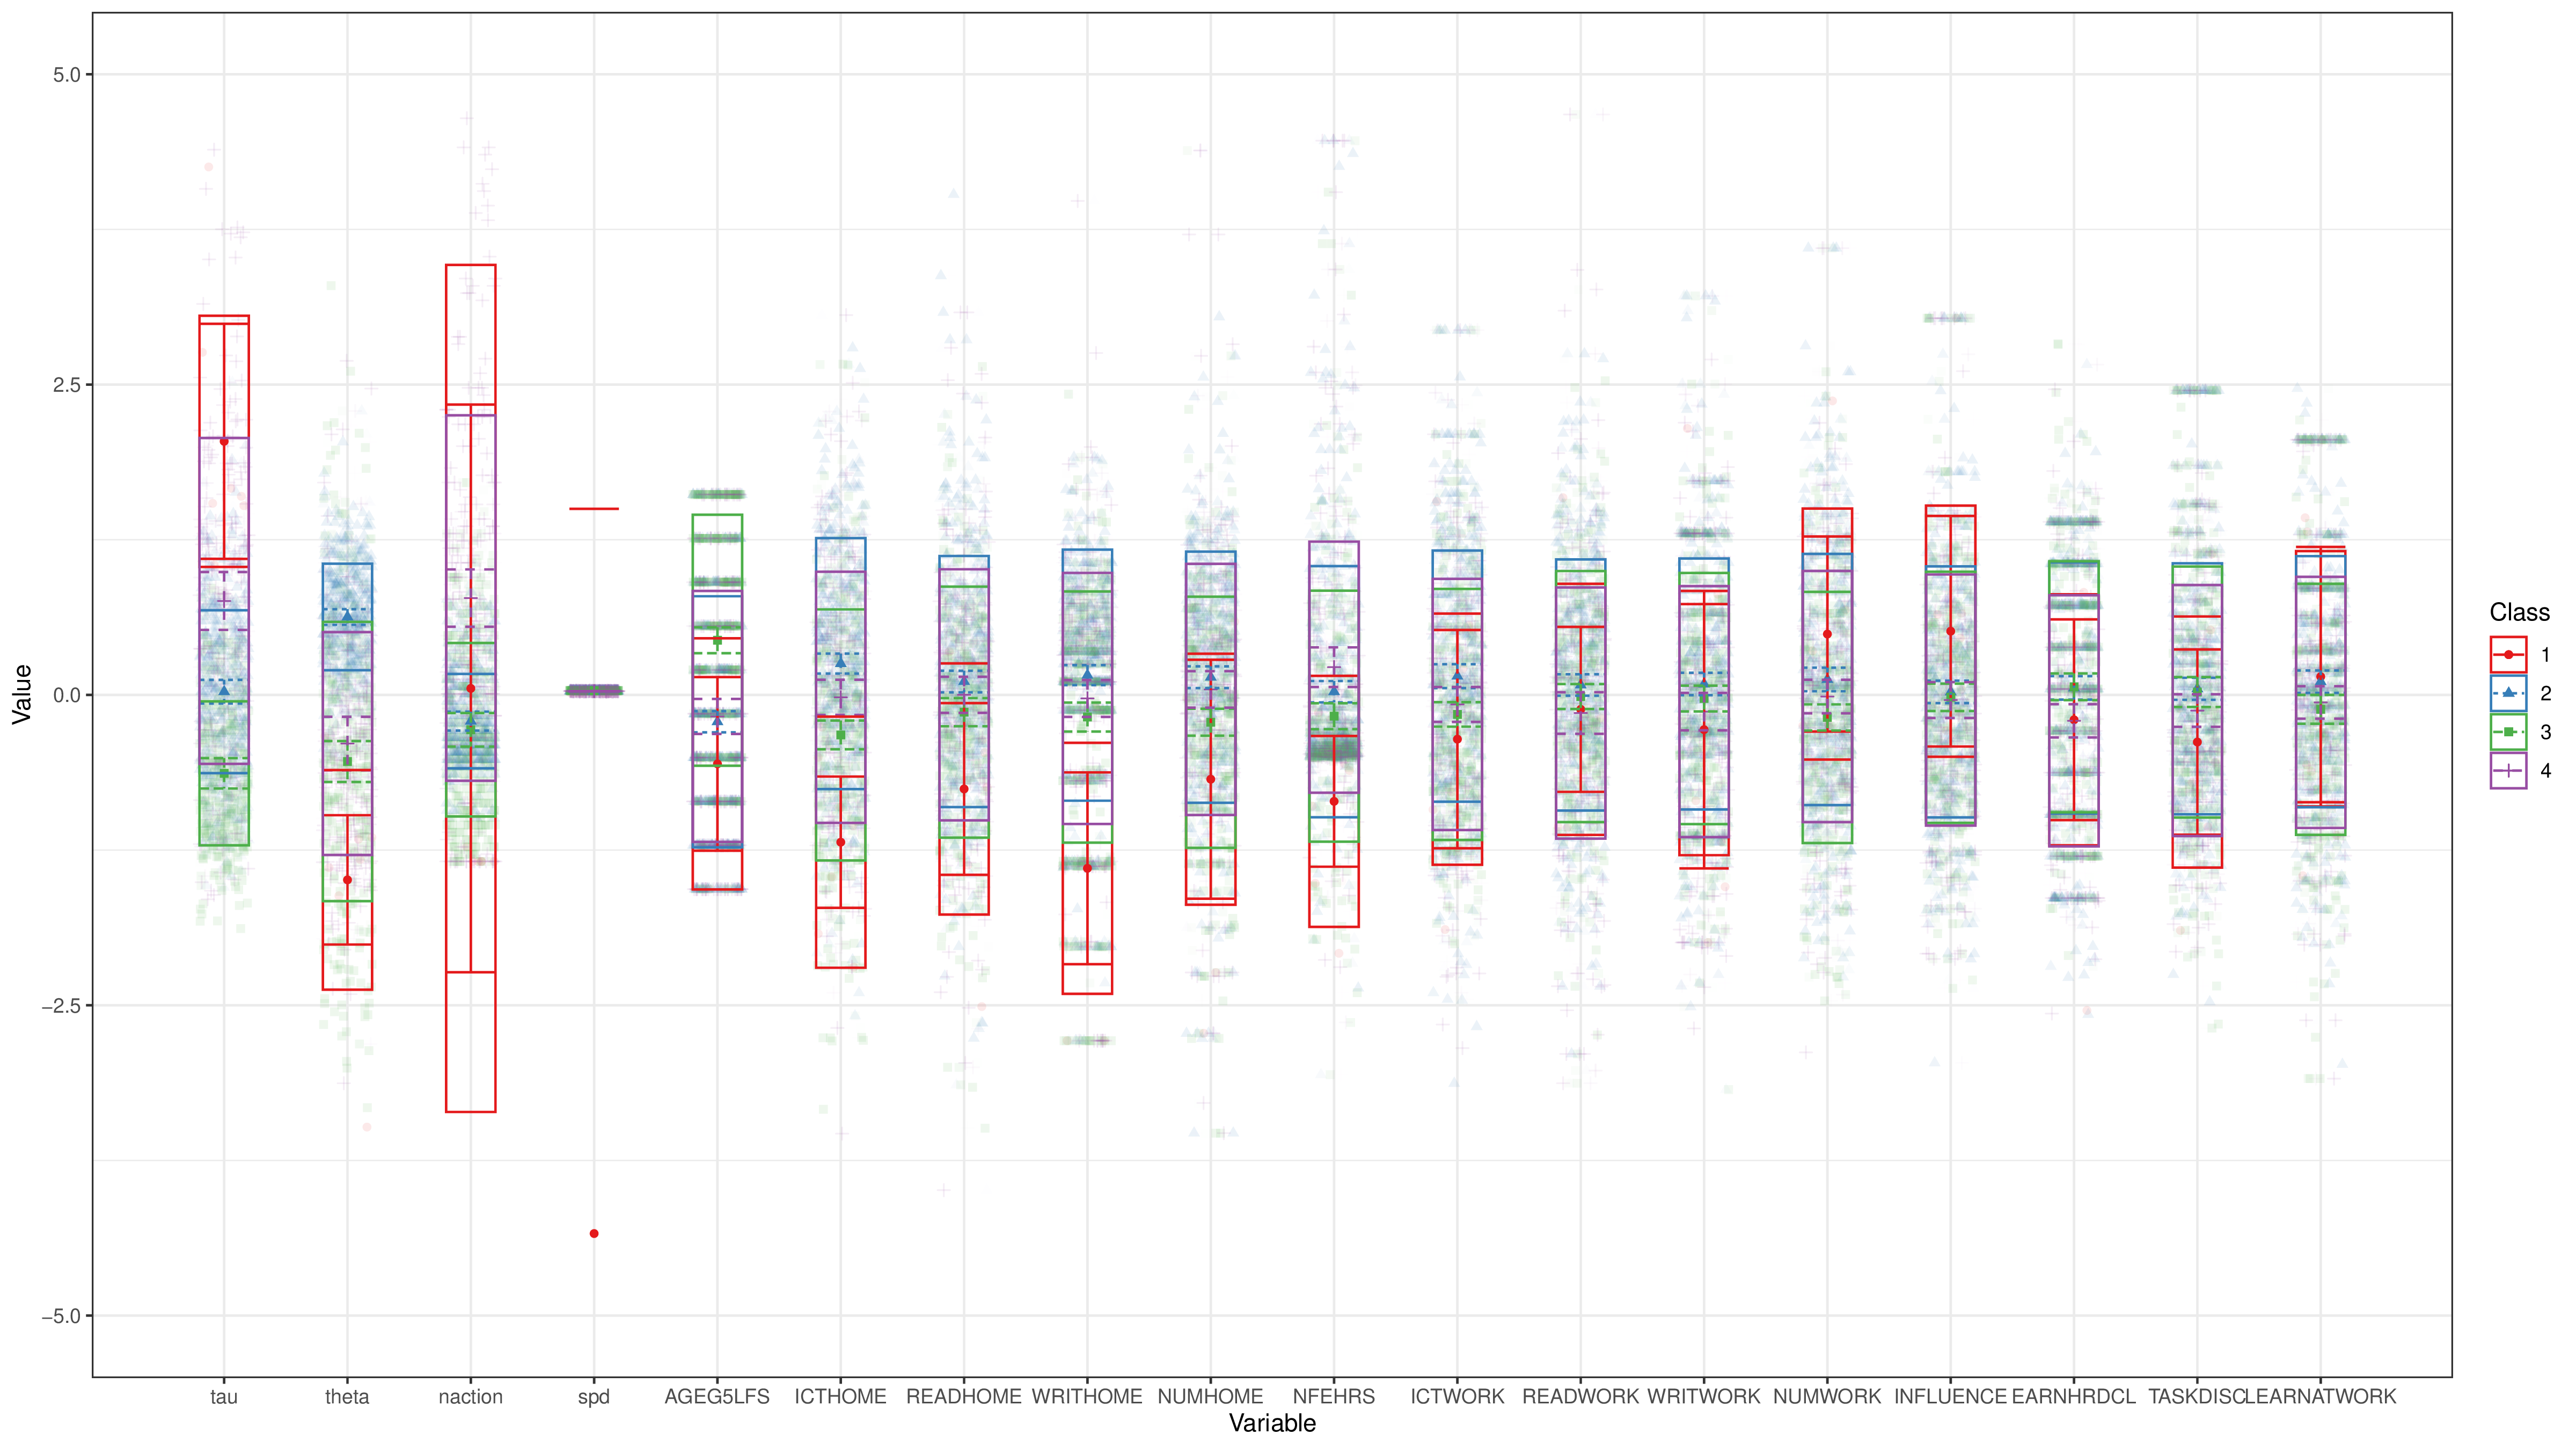 5.0
2.5
0.0
−2.5
−5.0
Value
tau theta naction spd AGEG5LFS ICTHOME READHOME WRITHOME NUMHOME NFEHRS ICTWORK READWORK WRITWORK NUMWORK INFLUENCE EARNHRDCL TASKDISC LEARNATWORK
Variable
Class
1
2
3
4